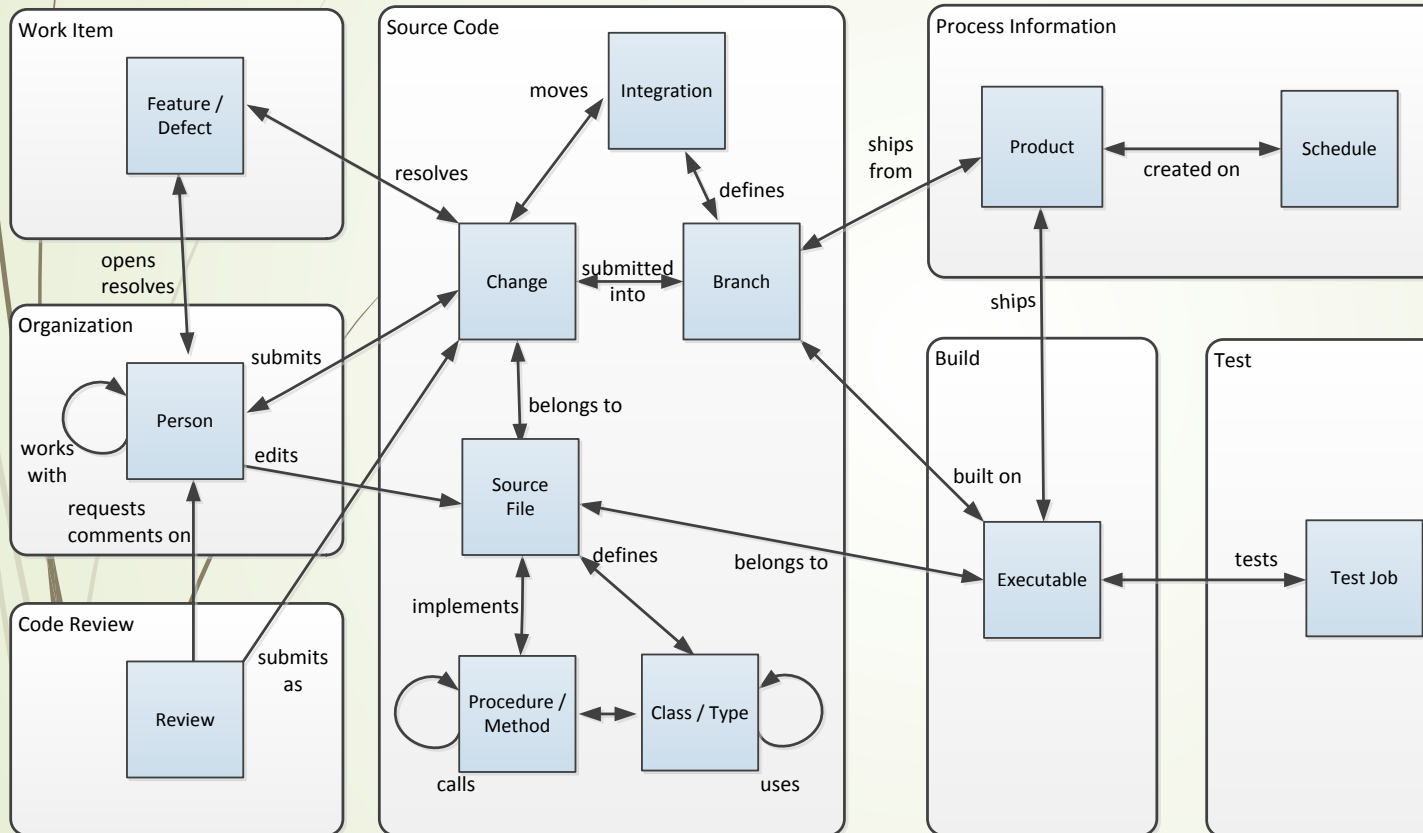 Work Item
Feature /
Defect
opens
resolves
Organization
Person
works
with
submits
edits
requests
comments on
Code Review
Review
submits
as
Source Code
Integration
moves
resolves
defines
Change
submitted
into
Branch
belongs to
Source
File
defines
implements
belongs to
Procedure /
Method
Class / Type
calls
uses
Process Information
ships
from
Product
created on
Schedule
ships
Build
built on
Executable
Test
tests
Test Job